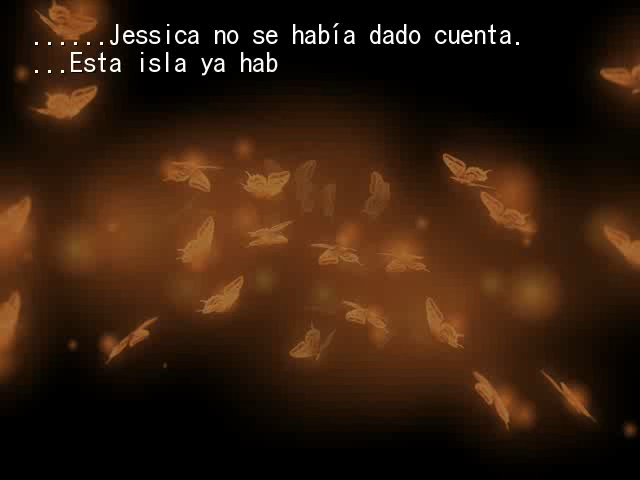 ......Jessica no se había dado cuenta.
...Esta isla ya hab